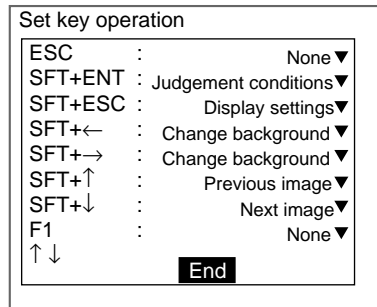 Set key operation
ESC : None▼
SFT+ENT : Judgement conditions▼
SFT+ESC : Display settings▼
SFT+← : Change background▼
SFT+→ : Change background▼
SFT+↑ : Previous image▼
SFT+↓ : Next image▼
F1 : None▼
↑↓
End